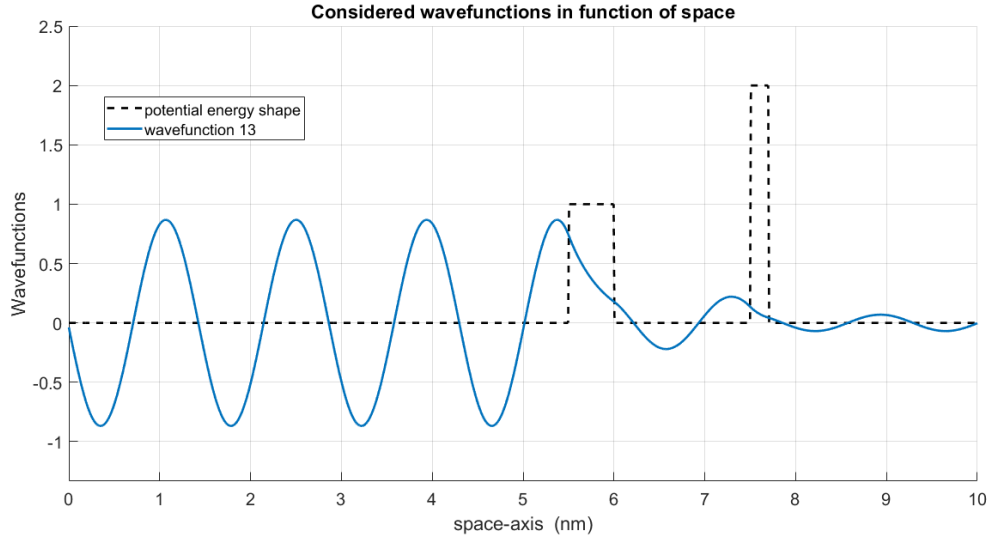 Considered wavefunctions in function of space
2.5
2
1.5
1
0.5
0
-0.5
-1
Wavefunctions
potential energy shape
wavefunction 13
0 1 2 3 4 5 6 7 8 9 10
space-axis (nm)